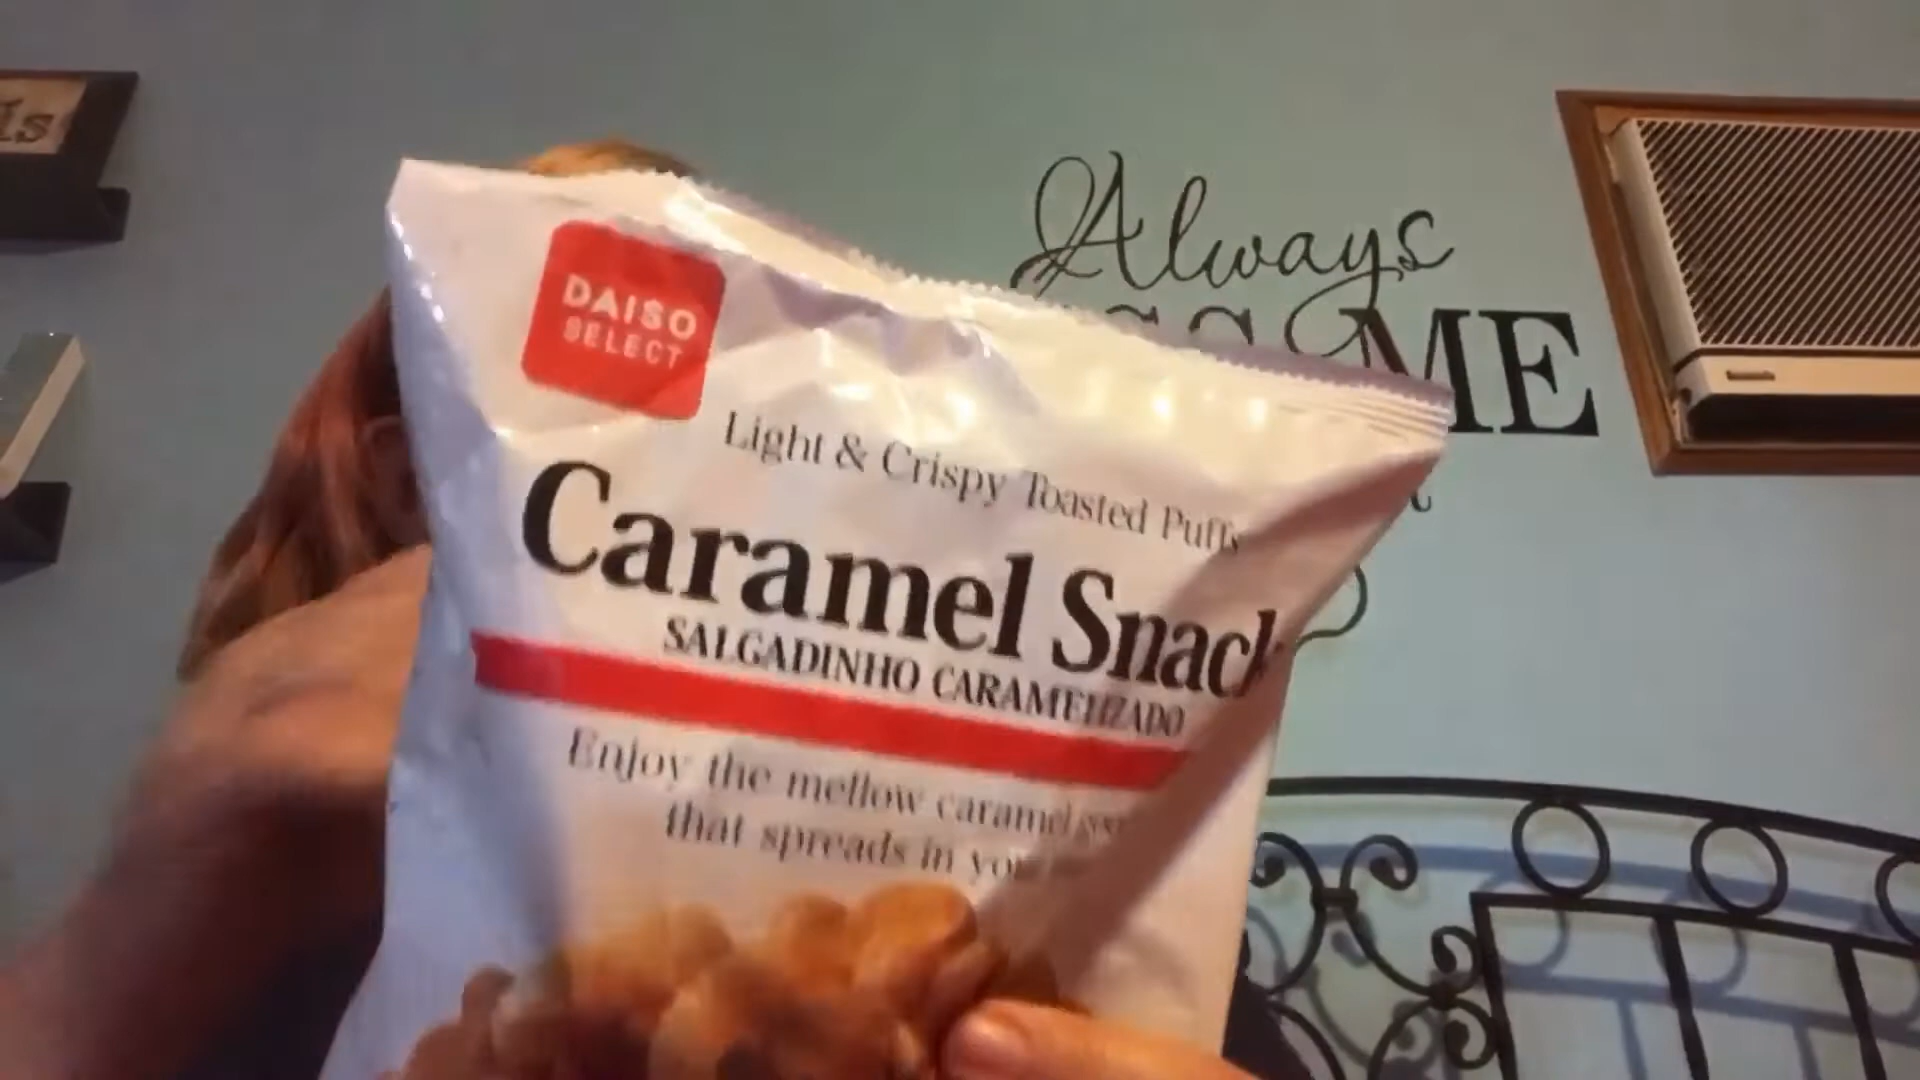 DAISO
SELECT
Light & Crispy Toasted Puffs
Caramel Snack
SALGADINHO CARAMELIZADO
Enjoy the mellow caramel
that spreads in
Always
ME